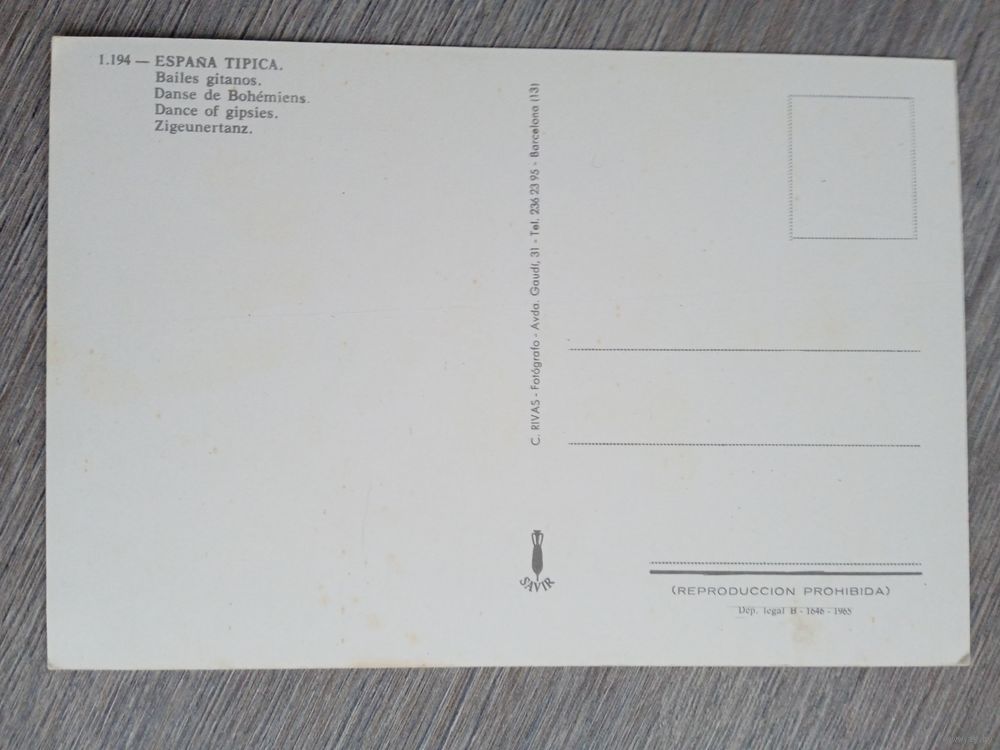 1.194 — ESPAÑA TIPICA.
Bailes gitanos.
Danse de Bohémiens.
Dance of gipsies.
Zigeunertanz.
C. RIVAS - Fotógrafo - Avda. Gaudí, 31 - Tel. 236 23 95 - Barcelona (13)
SAVIR
(REPRODUCCION PROHIBIDA)
Dep. legal B - 1646 - 1965